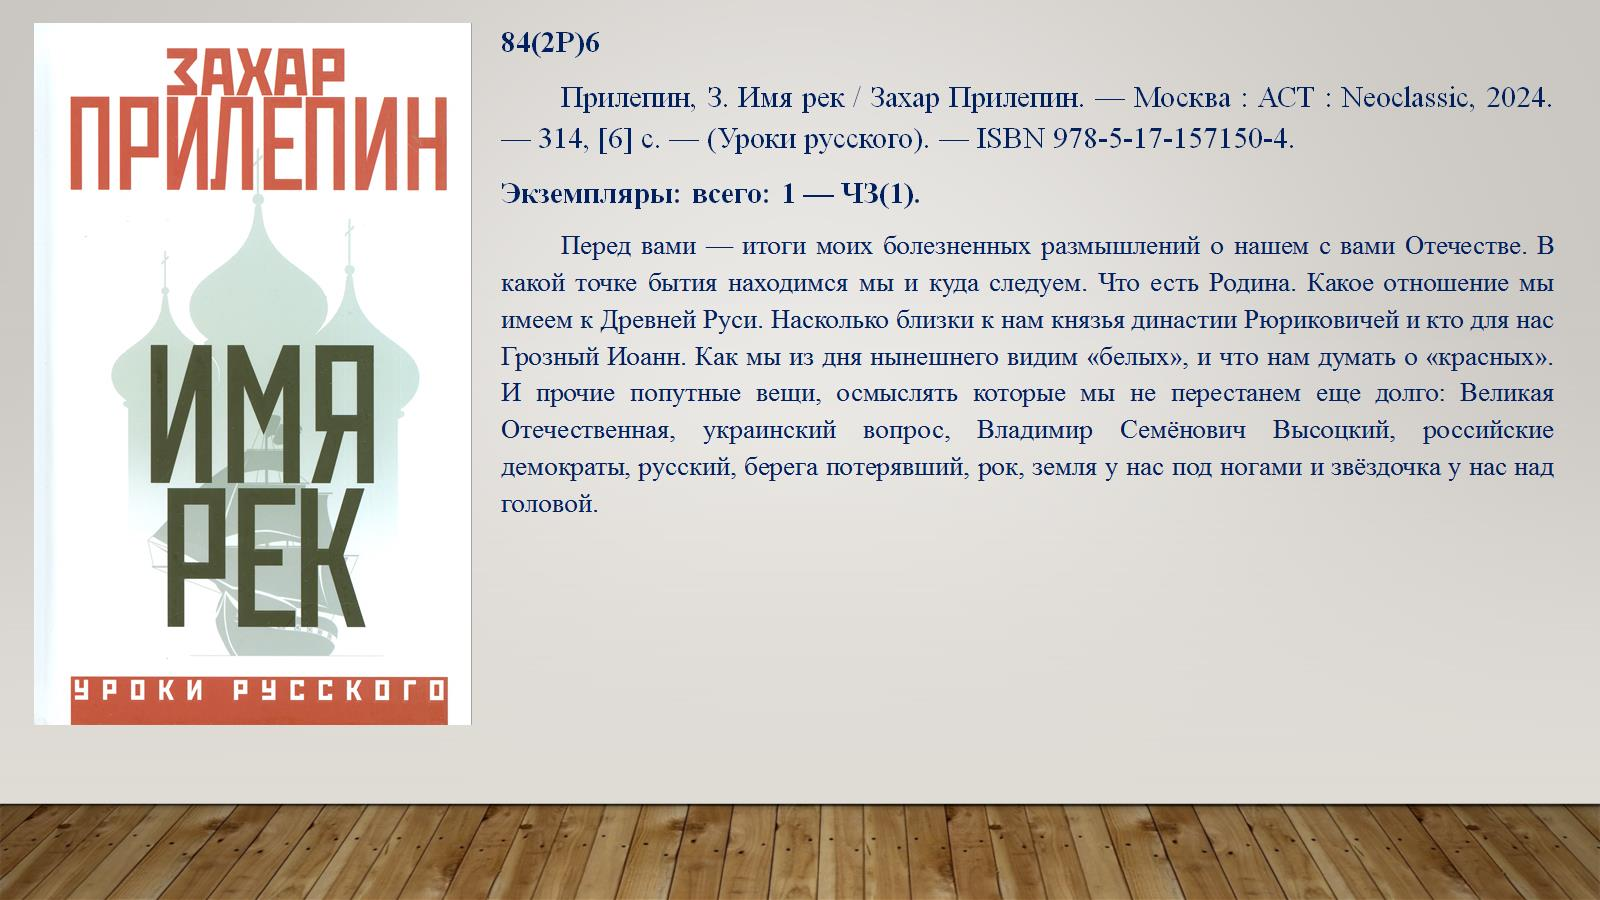 ЗАХАР
ПРИЛЕПИН
ИМЯ
РЕК
УРОКИ РУССКОГО
84(2Р)6
Прилепин, З. Имя рек / Захар Прилепин. — Москва : АСТ : Neoclassic, 2024.
— 314, [6] с. — (Уроки русского). — ISBN 978-5-17-157150-4.
Экземпляры: всего: 1 — ЧЗ(1).
Перед вами — итоги моих болезненных размышлений о нашем с вами Отечестве. В
какой точке бытия находимся мы и куда следуем. Что есть Родина. Какое отношение мы
имеем к Древней Руси. Насколько близки к нам князья династии Рюриковичей и кто для нас
Грозный Иоанн. Как мы из дня нынешнего видим «белых», и что нам думать о «красных».
И прочие попутные вещи, осмыслять которые мы не перестанем еще долго: Великая
Отечественная, украинский вопрос, Владимир Семёнович Высоцкий, российские
демократы, русский, берега потерявший, рок, земля у нас под ногами и звёздочка у нас над
головой.